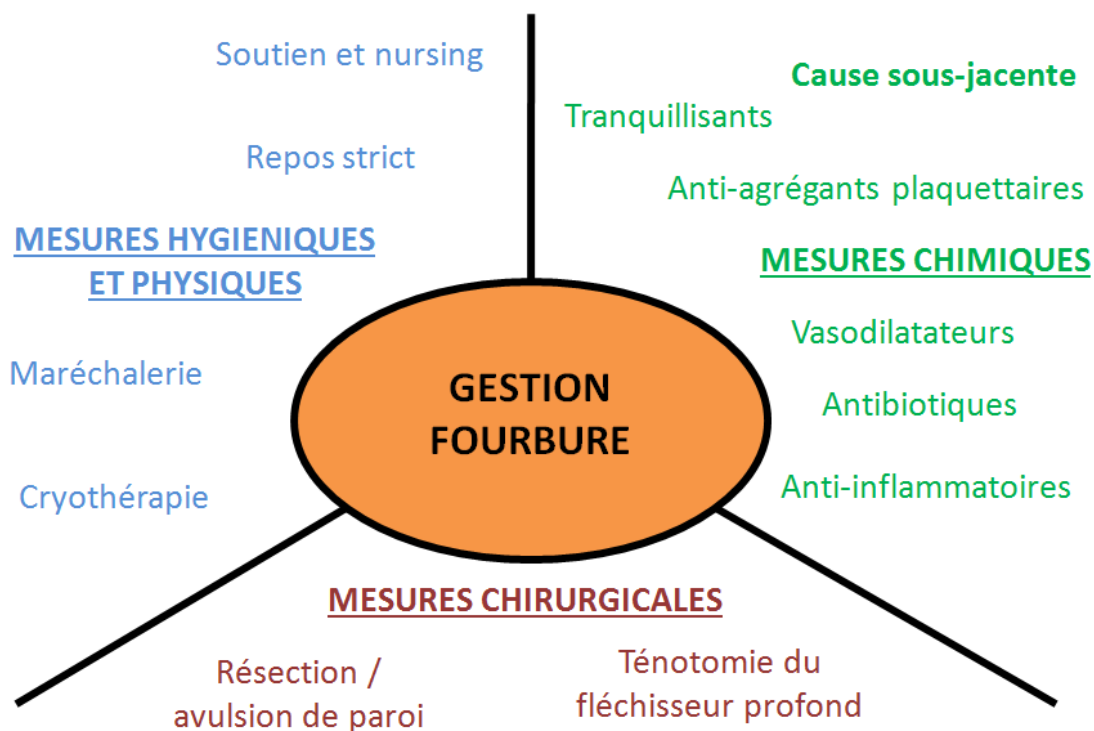 Soutien et nursing
Repos strict
MESURES HYGIENIQUES
ET PHYSIQUES
Maréchalerie
Cryothérapie
Cause sous-jacente
Tranquillisants
Anti-agrégants plaquettaires
MESURES CHIMIQUES
Vasodilatateurs
Antibiotiques
Anti-inflammatoires
GESTION
FOURBURE
MESURES CHIRURGICALES
Résection /
avulsion de paroi
Ténotomie du
fléchisseur profond